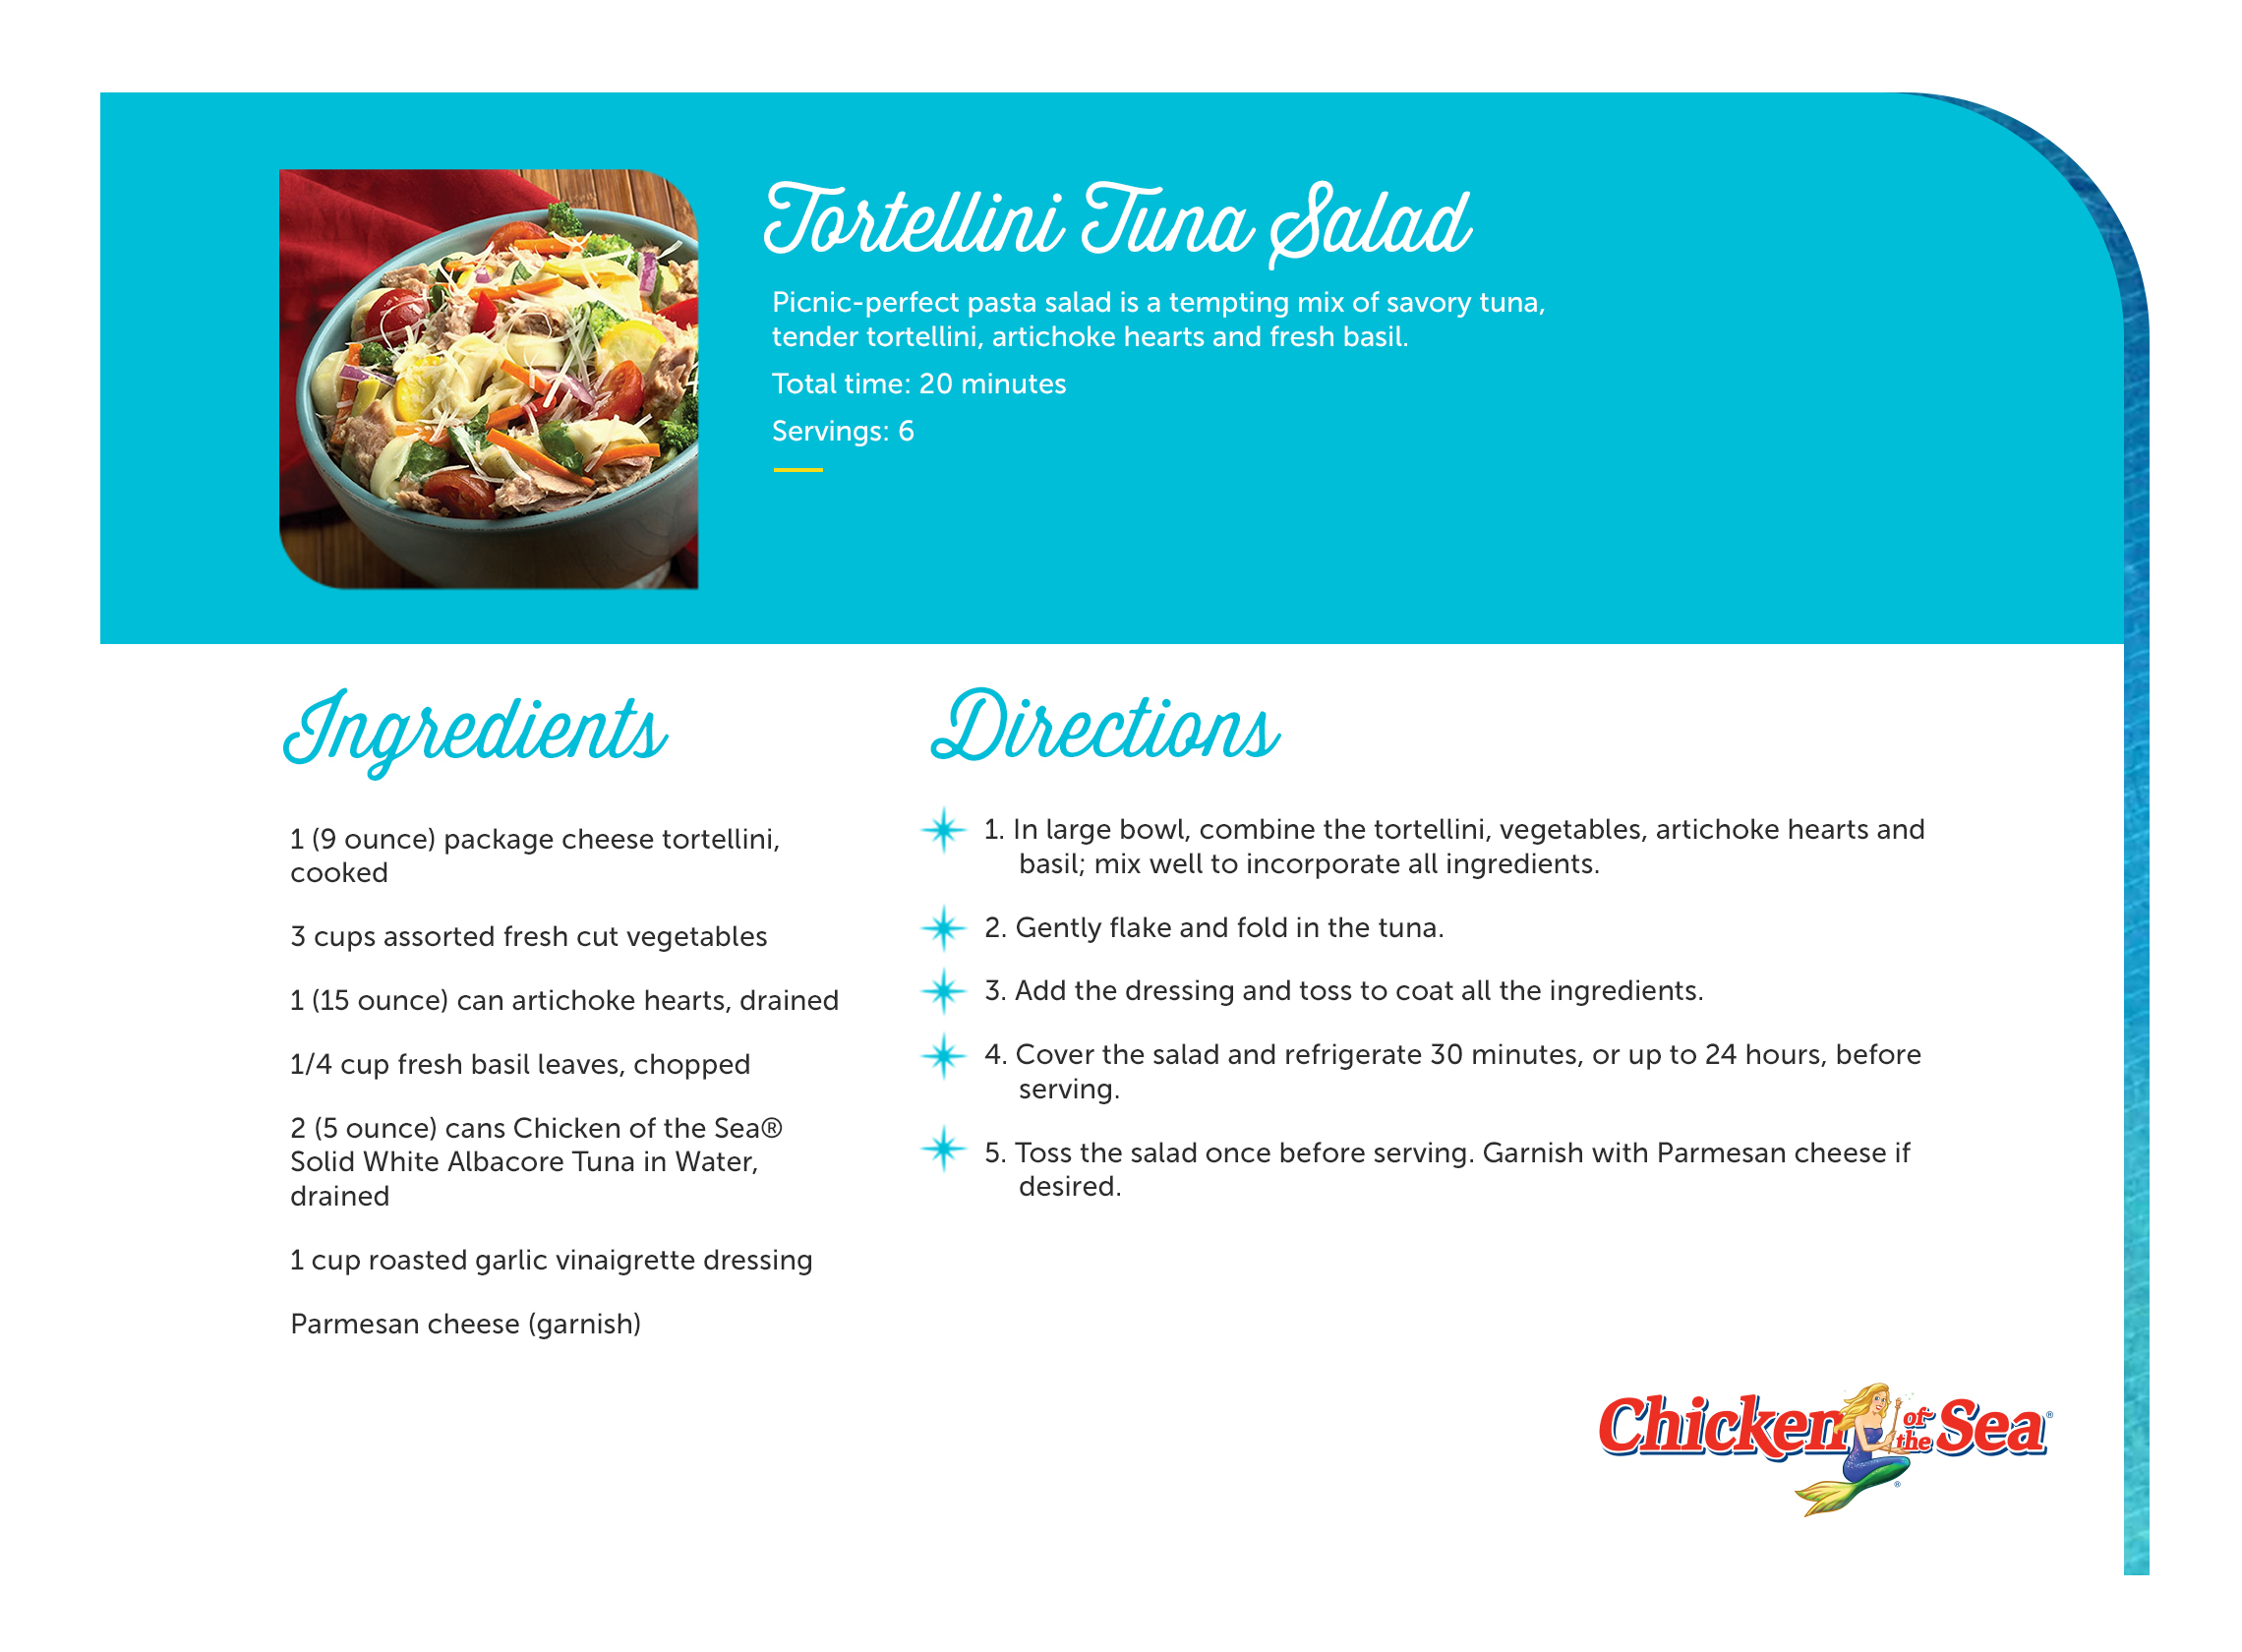 Tortellini Tuna Salad
Picnic-perfect pasta salad is a tempting mix of savory tuna,
tender tortellini, artichoke hearts and fresh basil.
Total time: 20 minutes
Servings: 6
Ingredients
1 (9 ounce) package cheese tortellini,
cooked
3 cups assorted fresh cut vegetables
1 (15 ounce) can artichoke hearts, drained
1/4 cup fresh basil leaves, chopped
2 (5 ounce) cans Chicken of the Sea®
Solid White Albacore Tuna in Water,
drained
1 cup roasted garlic vinaigrette dressing
Parmesan cheese (garnish)
Directions
1. In large bowl, combine the tortellini, vegetables, artichoke hearts and
basil; mix well to incorporate all ingredients.
2. Gently flake and fold in the tuna.
3. Add the dressing and toss to coat all the ingredients.
4. Cover the salad and refrigerate 30 minutes, or up to 24 hours, before
serving.
5. Toss the salad once before serving. Garnish with Parmesan cheese if
desired.
Chicken of the Sea®
®